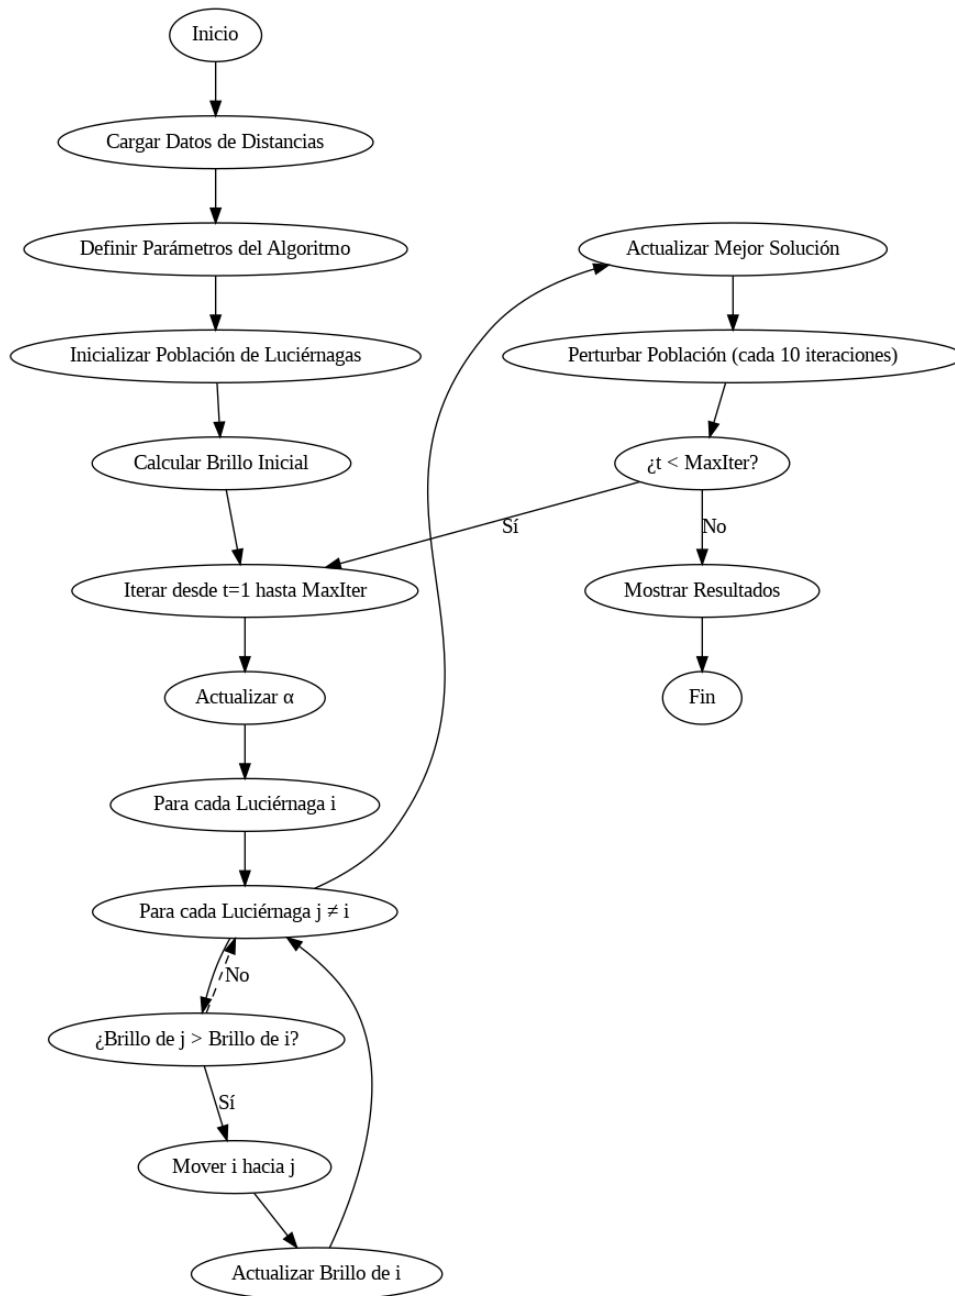 Inicio
Cargar Datos de Distancias
Definir Parámetros del Algoritmo
Inicializar Población de Luciérnagas
Calcular Brillo Inicial
Iterar desde t=1 hasta MaxIter
Actualizar α
Para cada Luciérnaga i
Para cada Luciérnaga j ≠ i
No
¿Brillo de j > Brillo de i?
Sí
Mover i hacia j
Actualizar Brillo de i
Actualizar Mejor Solución
Perturbar Población (cada 10 iteraciones)
¿t < MaxIter?
Sí
No
Mostrar Resultados
Fin